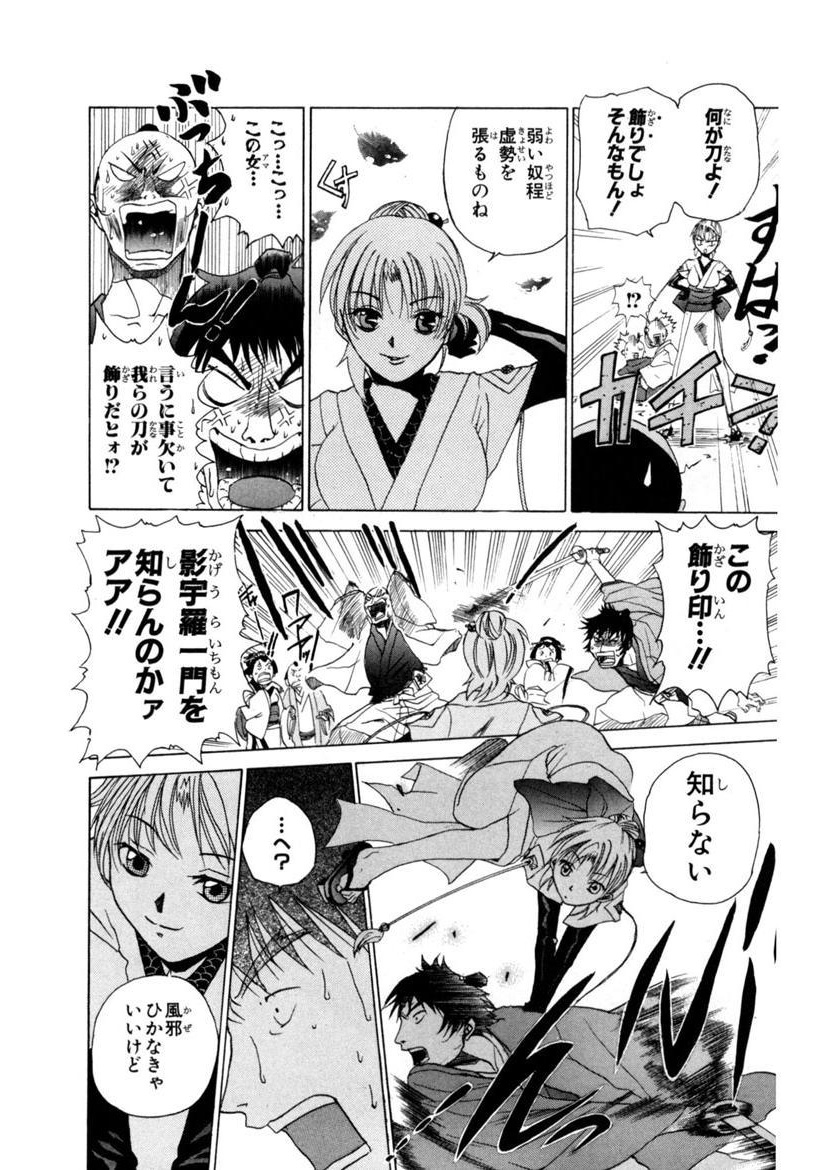 何が刀よ!
飾りでしょ
そんなもん!
すぱっ
!?
カチン
弱い奴程
虚勢を
張るものね
こっ…こっ…
この女…
ぶっちーん!
言うに事欠いて
我らの刀が
飾りだとォ!?
この
飾り印…!!
ワアアッ
影宇羅一門を
知らんのかァ
アア!!
知らない
…へ?
風邪
ひかなきゃ
いいけど